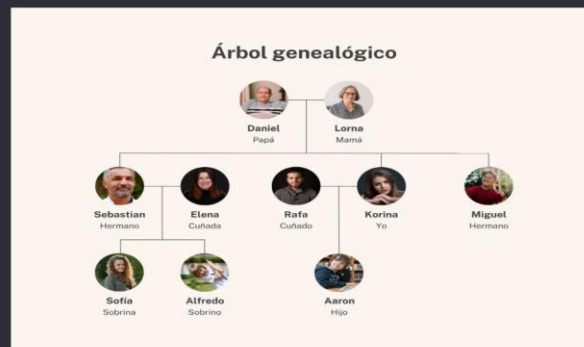 Árbol genealógico
Daniel Lorna
Papá Mamá
Sebastian Elena Rafa Korina Miguel
Hermano Cuñada Cuñado Yo Hermano
Sofía Alfredo Aaron
Sobrina Sobrino Hijo